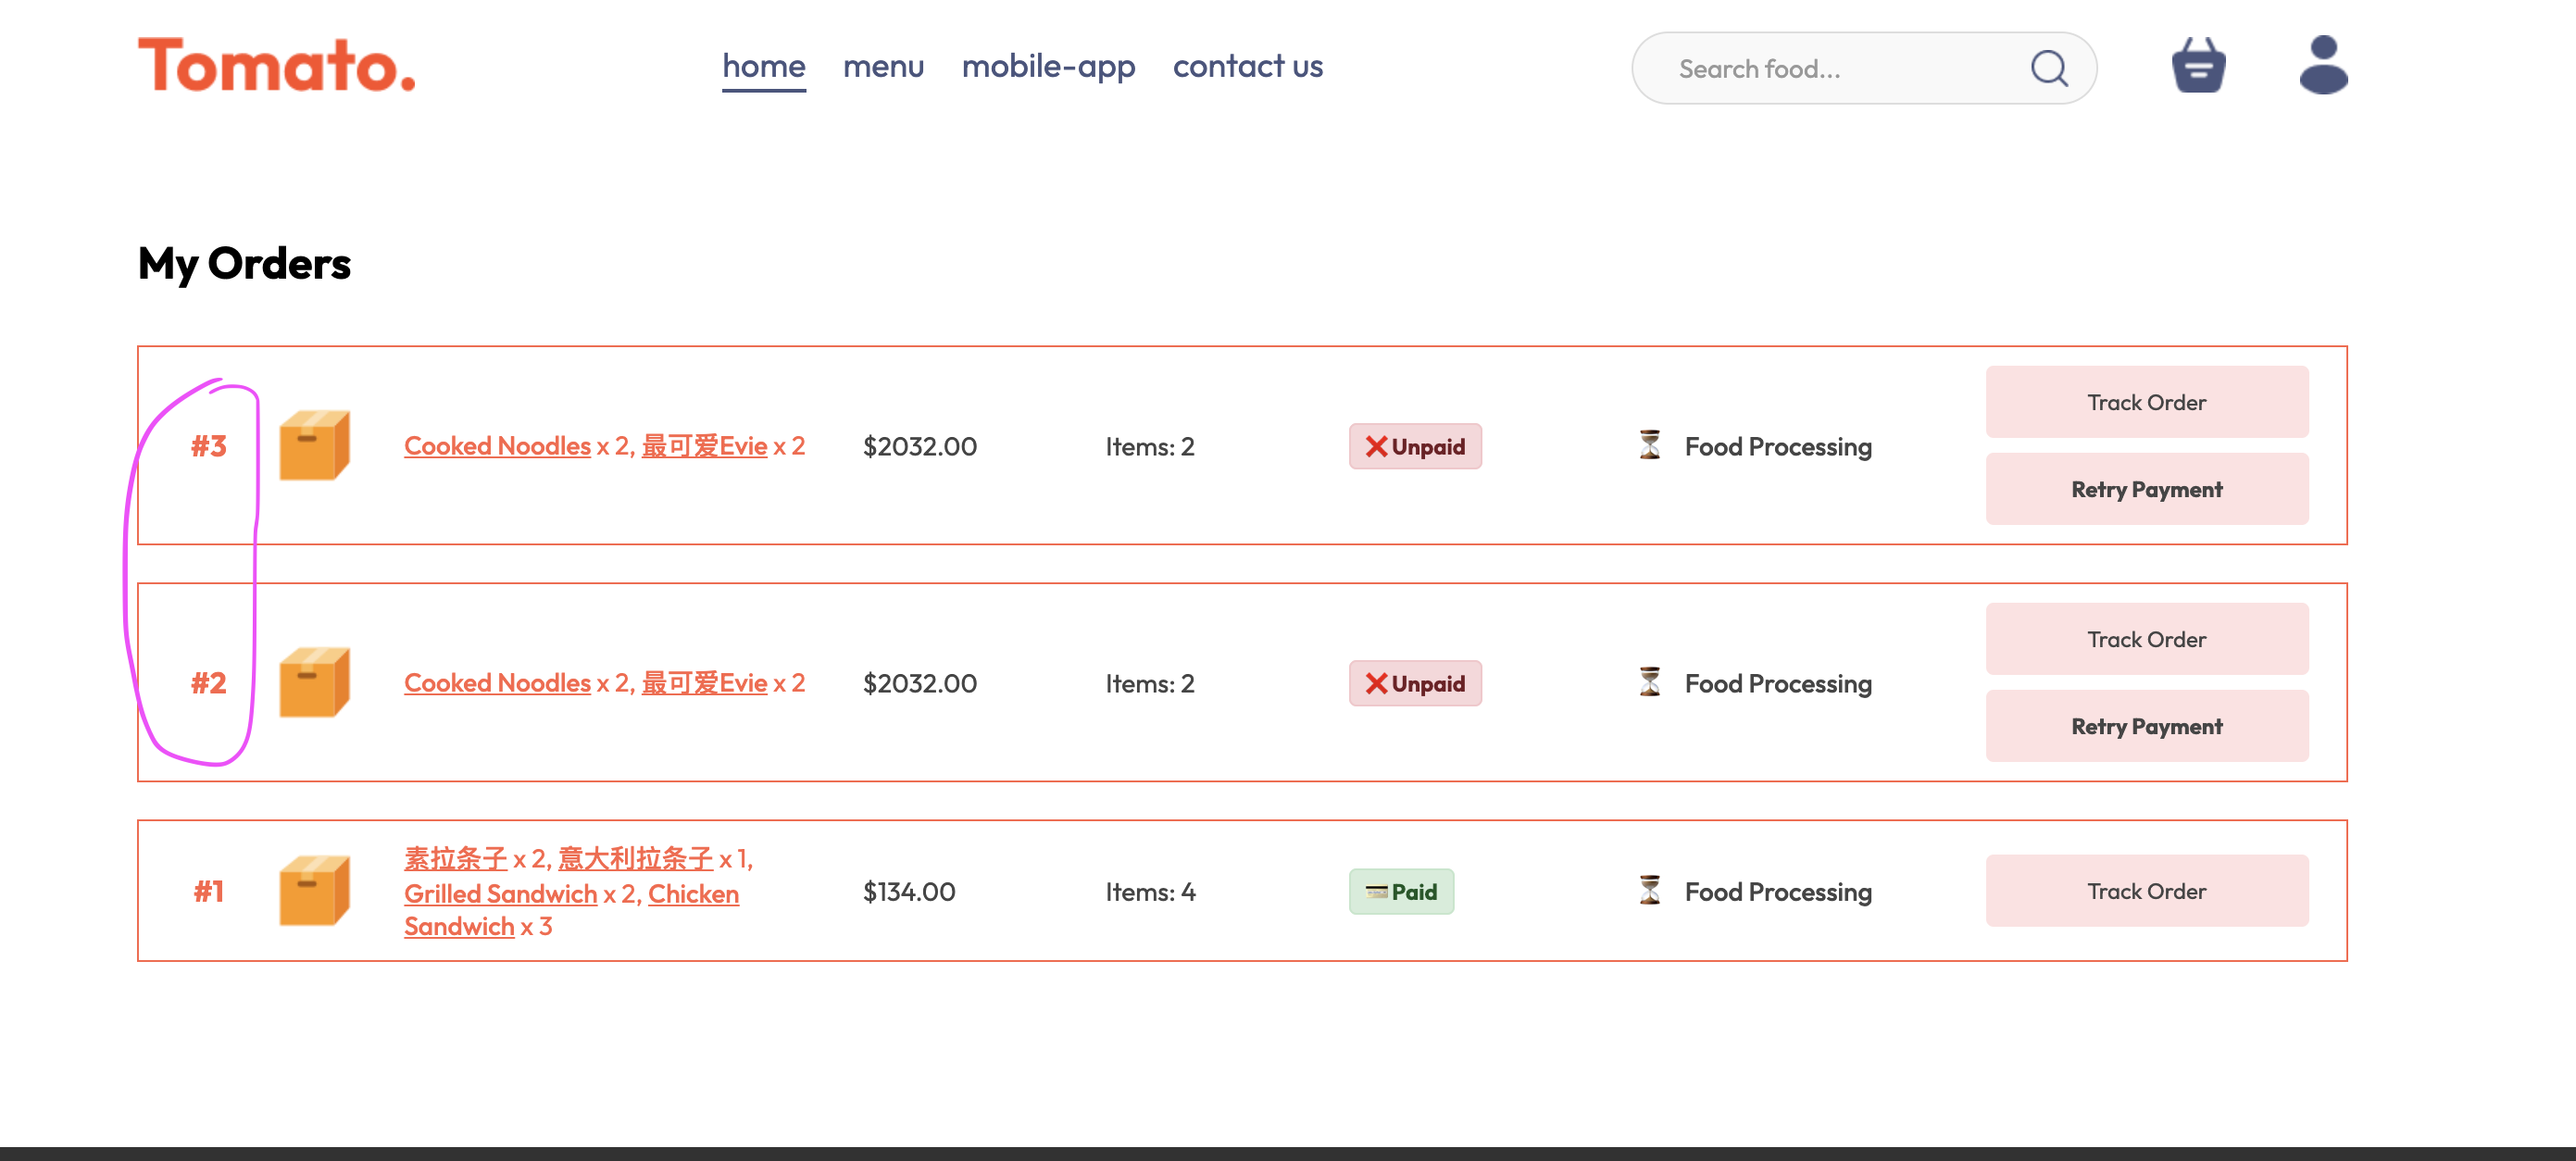 Tomato.
home menu mobile-app contact us
Search food...
My Orders
#3 Cooked Noodles x 2, 最可爱Evie x 2 $2032.00 Items: 2 Unpaid Food Processing Track Order
Retry Payment
#2 Cooked Noodles x 2, 最可爱Evie x 2 $2032.00 Items: 2 Unpaid Food Processing Track Order
Retry Payment
#1 素拉条子 x 2, 意大利拉条子 x 1,
Grilled Sandwich x 2, Chicken
Sandwich x 3
$134.00 Items: 4 Paid Food Processing Track Order